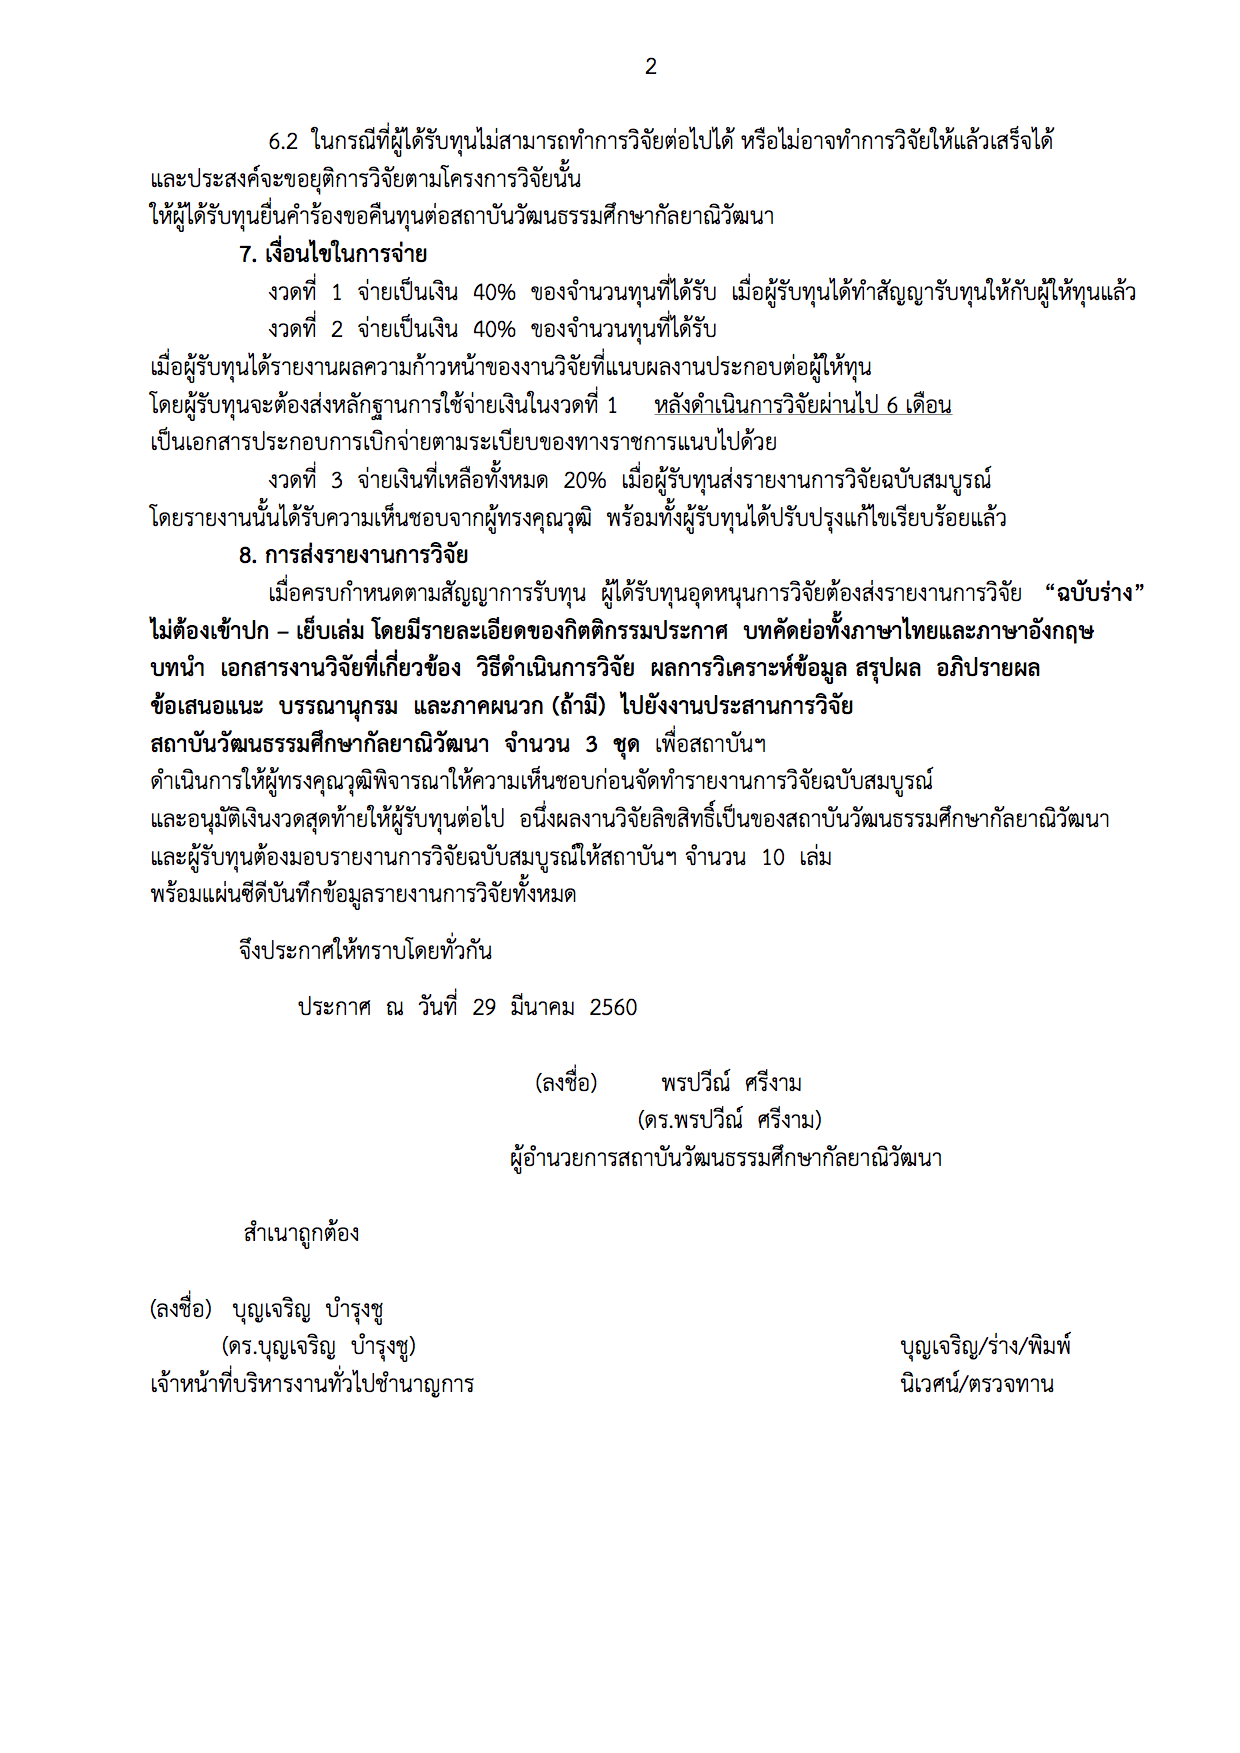 2
6.2 ในกรณีที่ผู้ได้รับทุนไม่สามารถทำการวิจัยต่อไปได้ หรือไม่อาจทำการวิจัยให้แล้วเสร็จได้
และประสงค์จะขอยุติการวิจัยตามโครงการวิจัยนั้น
ให้ผู้ได้รับทุนยื่นคำร้องขอคืนทุนต่อสถาบันวัฒนธรรมศึกษากัลยาณิวัฒนา
7. เงื่อนไขในการจ่าย
งวดที่ 1 จ่ายเป็นเงิน 40% ของจำนวนทุนที่ได้รับ เมื่อผู้รับทุนได้ทำสัญญารับทุนให้กับผู้ให้ทุนแล้ว
งวดที่ 2 จ่ายเป็นเงิน 40% ของจำนวนทุนที่ได้รับ
เมื่อผู้รับทุนได้รายงานผลความก้าวหน้าของงานวิจัยที่แนบผลงานประกอบต่อผู้ให้ทุน
โดยผู้รับทุนจะต้องส่งหลักฐานการใช้จ่ายเงินในงวดที่ 1 หลังดำเนินการวิจัยผ่านไป 6 เดือน
เป็นเอกสารประกอบการเบิกจ่ายตามระเบียบของทางราชการแนบไปด้วย
งวดที่ 3 จ่ายเงินที่เหลือทั้งหมด 20% เมื่อผู้รับทุนส่งรายงานการวิจัยฉบับสมบูรณ์
โดยรายงานนั้นได้รับความเห็นชอบจากผู้ทรงคุณวุฒิ พร้อมทั้งผู้รับทุนได้ปรับปรุงแก้ไขเรียบร้อยแล้ว
8. การส่งรายงานการวิจัย
เมื่อครบกำหนดตามสัญญาการรับทุน ผู้ได้รับทุนอุดหนุนการวิจัยต้องส่งรายงานการวิจัย “ฉบับร่าง”
ไม่ต้องเข้าปก – เย็บเล่ม โดยมีรายละเอียดของกิตติกรรมประกาศ บทคัดย่อทั้งภาษาไทยและภาษาอังกฤษ
บทนำ เอกสารงานวิจัยที่เกี่ยวข้อง วิธีดำเนินการวิจัย ผลการวิเคราะห์ข้อมูล สรุปผล อภิปรายผล
ข้อเสนอแนะ บรรณานุกรม และภาคผนวก (ถ้ามี) ไปยังงานประสานการวิจัย
สถาบันวัฒนธรรมศึกษากัลยาณิวัฒนา จำนวน 3 ชุด เพื่อสถาบันฯ
ดำเนินการให้ผู้ทรงคุณวุฒิพิจารณาให้ความเห็นชอบก่อนจัดทำรายงานการวิจัยฉบับสมบูรณ์
และอนุมัติเงินงวดสุดท้ายให้ผู้รับทุนต่อไป อนึ่งผลงานวิจัยลิขสิทธิ์เป็นของสถาบันวัฒนธรรมศึกษากัลยาณิวัฒนา
และผู้รับทุนต้องมอบรายงานการวิจัยฉบับสมบูรณ์ให้สถาบันฯ จำนวน 10 เล่ม
พร้อมแผ่นซีดีบันทึกข้อมูลรายงานการวิจัยทั้งหมด
จึงประกาศให้ทราบโดยทั่วกัน
ประกาศ ณ วันที่ 29 มีนาคม 2560
(ลงชื่อ) พรปวีณ์ ศรีงาม
(ดร.พรปวีณ์ ศรีงาม)
ผู้อำนวยการสถาบันวัฒนธรรมศึกษากัลยาณิวัฒนา
สำเนาถูกต้อง
(ลงชื่อ) บุญเจริญ บำรุงชู
(ดร.บุญเจริญ บำรุงชู) บุญเจริญ/ร่าง/พิมพ์
เจ้าหน้าที่บริหารงานทั่วไปชำนาญการ นิเวศน์/ตรวจทาน